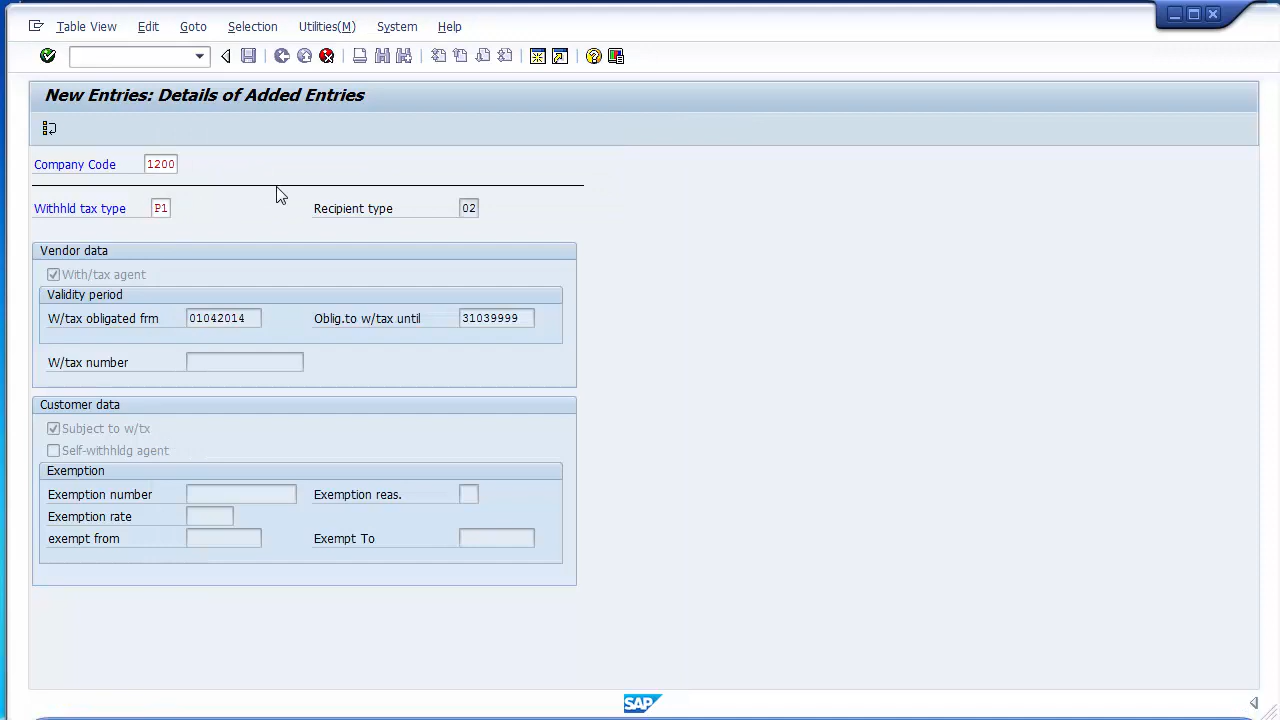 Table View Edit Goto Selection Utilities(M) System Help
New Entries: Details of Added Entries
Company Code 1200
Withhld tax type P1 Recipient type 02
Vendor data
With/tax agent
Validity period
W/tax obligated frm 01042014 Oblig.to w/tax until 31039999
W/tax number
Customer data
Subject to w/tx
Self-withhldg agent
Exemption
Exemption number Exemption reas.
Exemption rate
exempt from Exempt To
SAP